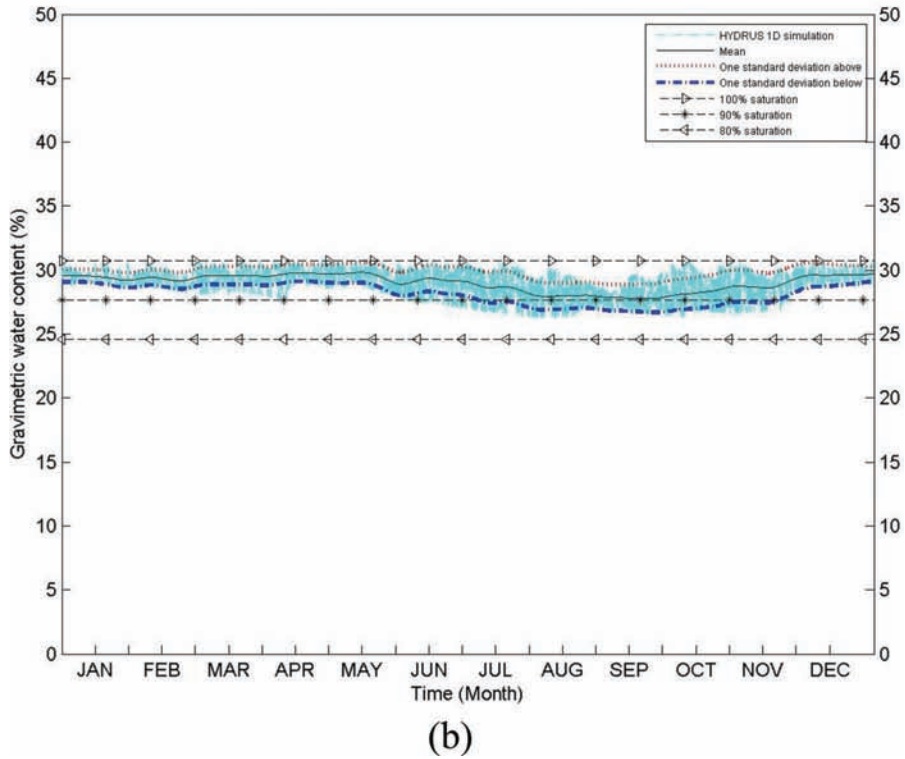 50
45
40
35
30
25
20
15
10
5
0
Gravimetric water content (%)
HYDRUS 1D simulation
Mean
One standard deviation above
One standard deviation below
100% saturation
90% saturation
80% saturation
50
45
40
35
30
25
20
15
10
5
0
JAN FEB MAR APR MAY JUN JUL AUG SEP OCT NOV DEC
Time (Month)
(b)